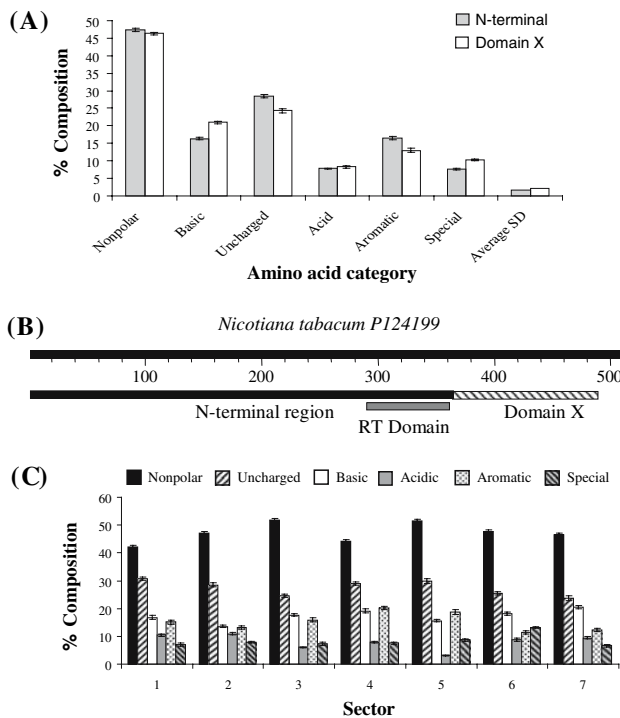 (A)
N-terminal
Domain X
% Composition
50
45
40
35
30
25
20
15
10
5
0
Nonpolar
Basic
Uncharged
Acid
Aromatic
Special
Average SD
Amino acid category
(B)
Nicotiana tabacum P124199
100 200 300 400 500
N-terminal region
RT Domain
Domain X
(C)
Nonpolar Uncharged Basic Acidic Aromatic Special
% Composition
60
50
40
30
20
10
0
1 2 3 4 5 6 7
Sector